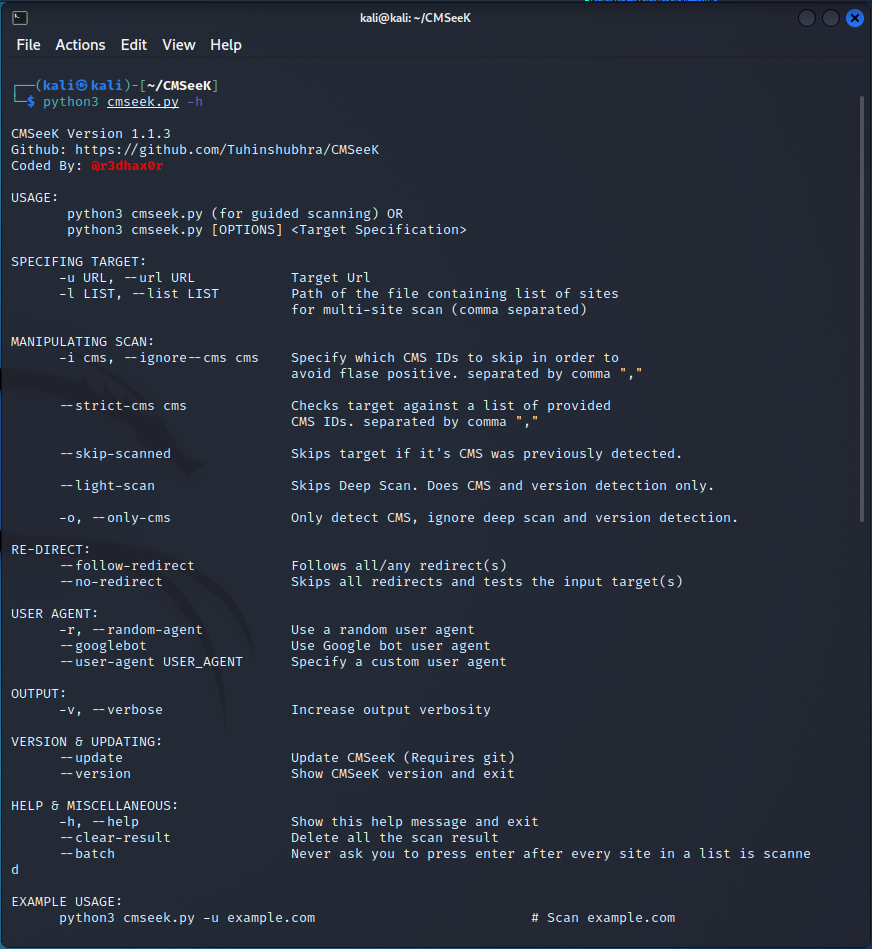 kali@kali: ~/CMSeeK
File Actions Edit View Help
┌──(kali㉿kali)-[~/CMSeeK]
└─$ python3 cmseek.py -h
CMSeeK Version 1.1.3
Github: https://github.com/Tuhinshubhra/CMSeeK
Coded By: @r3dhax0r
USAGE:
python3 cmseek.py (for guided scanning) OR
python3 cmseek.py [OPTIONS] <Target Specification>
SPECIFING TARGET:
-u URL, --url URL Target Url
-l LIST, --list LIST Path of the file containing list of sites
for multi-site scan (comma separated)
MANIPULATING SCAN:
-i cms, --ignore--cms cms Specify which CMS IDs to skip in order to
avoid flase positive. separated by comma ","
--strict-cms cms Checks target against a list of provided
CMS IDs. separated by comma ","
--skip-scanned Skips target if it's CMS was previously detected.
--light-scan Skips Deep Scan. Does CMS and version detection only.
-o, --only-cms Only detect CMS, ignore deep scan and version detection.
RE-DIRECT:
--follow-redirect Follows all/any redirect(s)
--no-redirect Skips all redirects and tests the input target(s)
USER AGENT:
-r, --random-agent Use a random user agent
--googlebot Use Google bot user agent
--user-agent USER_AGENT Specify a custom user agent
OUTPUT:
-v, --verbose Increase output verbosity
VERSION & UPDATING:
--update Update CMSeeK (Requires git)
--version Show CMSeeK version and exit
HELP & MISCELLANEOUS:
-h, --help Show this help message and exit
--clear-result Delete all the scan result
--batch Never ask you to press enter after every site in a list is scanne
d
EXAMPLE USAGE:
python3 cmseek.py -u example.com # Scan example.com